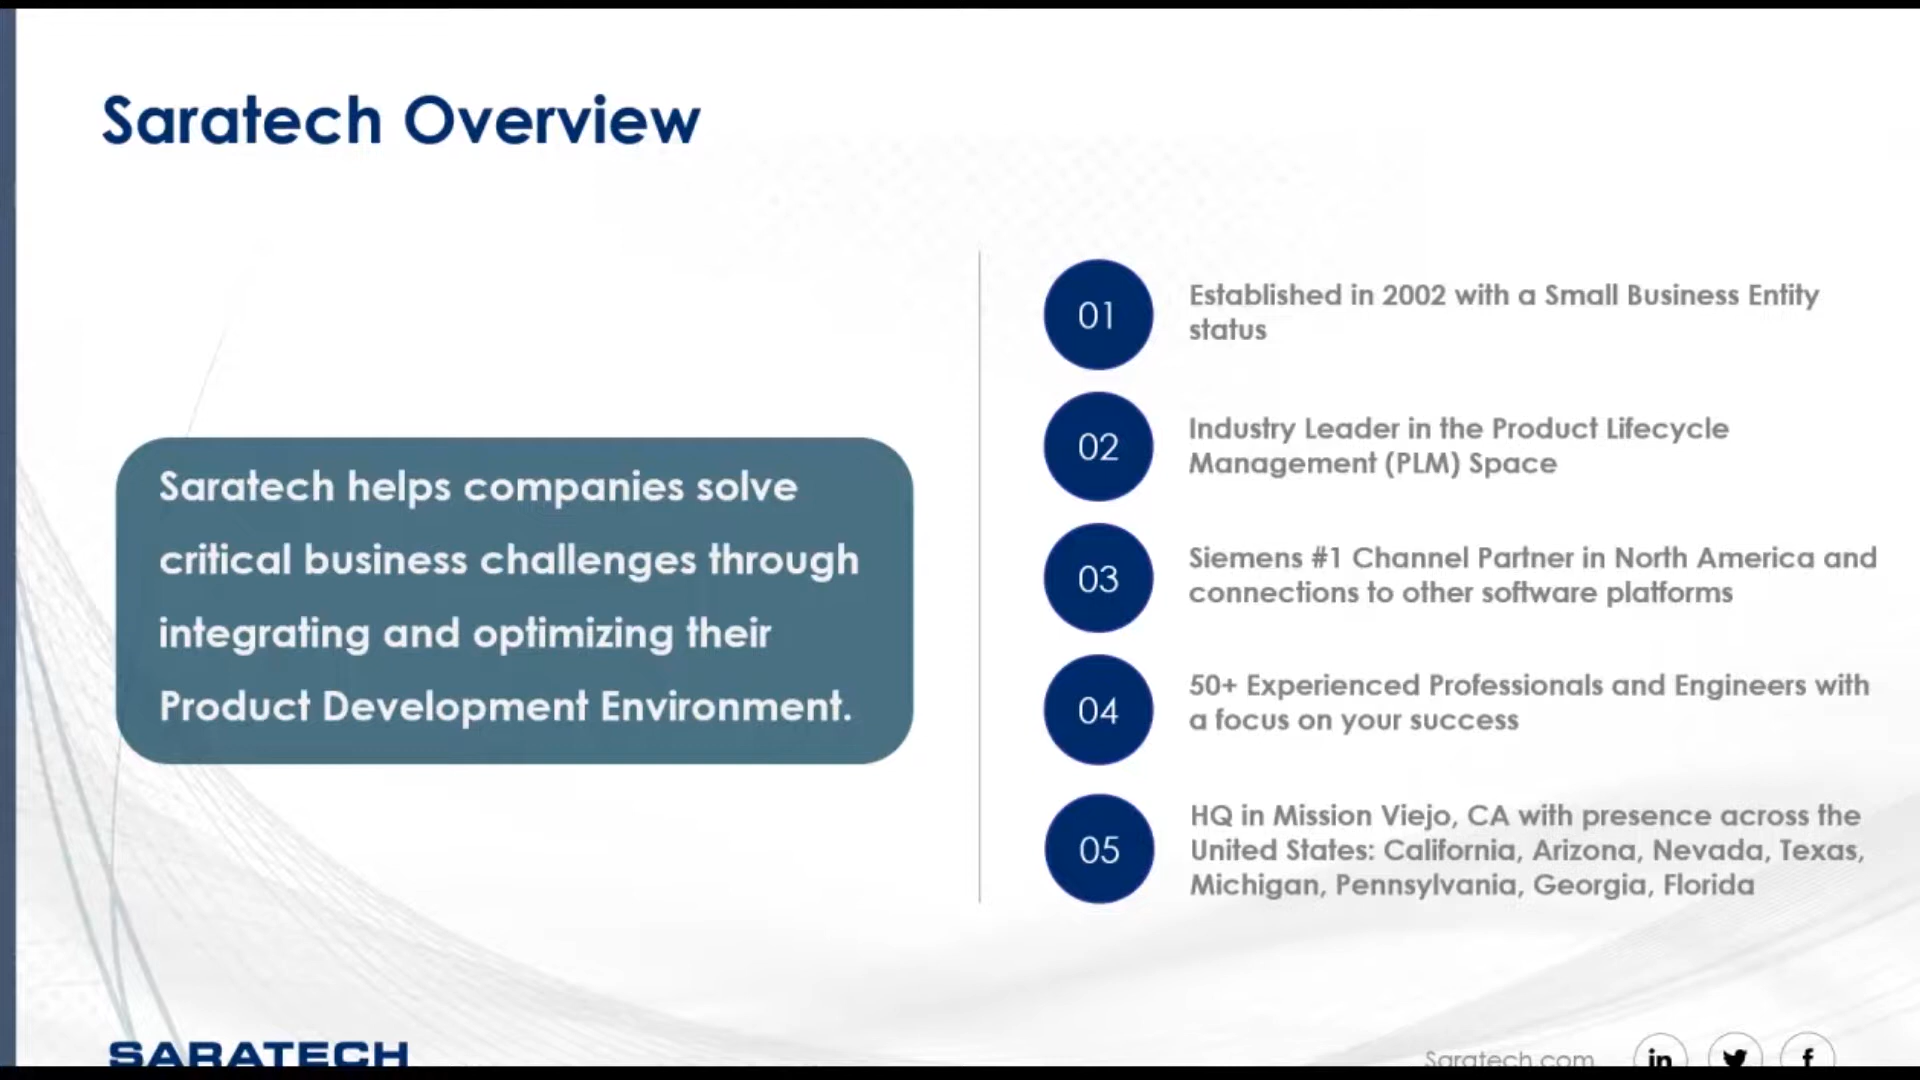 Saratech Overview
Saratech helps companies solve
critical business challenges through
integrating and optimizing their
Product Development Environment.
01
Established in 2002 with a Small Business Entity
status
02
Industry Leader in the Product Lifecycle
Management (PLM) Space
03
Siemens #1 Channel Partner in North America and
connections to other software platforms
04
50+ Experienced Professionals and Engineers with
a focus on your success
05
HQ in Mission Viejo, CA with presence across the
United States: California, Arizona, Nevada, Texas,
Michigan, Pennsylvania, Georgia, Florida
SARATECH
Saratech.com
in
f